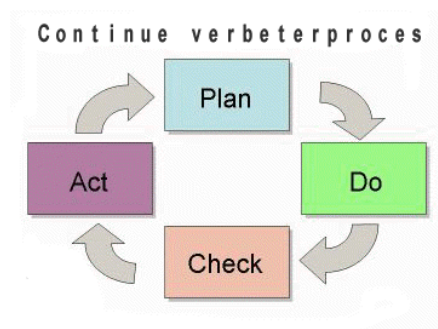 Continue verbeterproces
Plan
Act
Do
Check